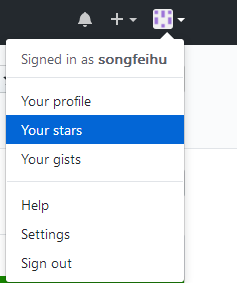 Signed in as songfeihu
Your profile
Your stars
Your gists
Help
Settings
Sign out